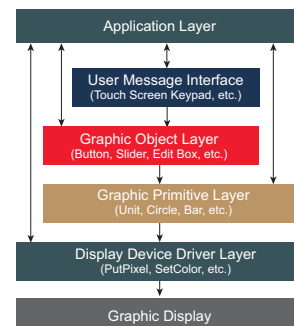 Application Layer
User Message Interface
(Touch Screen Keypad, etc.)
Graphic Object Layer
(Button, Slider, Edit Box, etc.)
Graphic Primitive Layer
(Unit, Circle, Bar, etc.)
Display Device Driver Layer
(PutPixel, SetColor, etc.)
Graphic Display